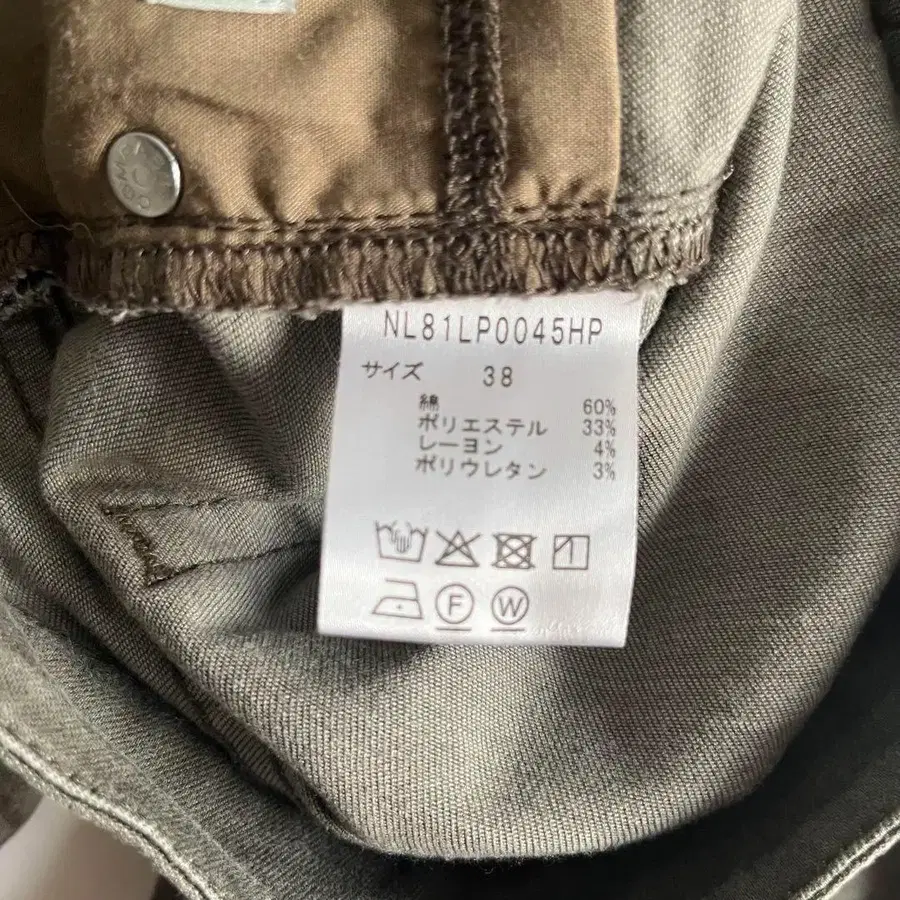 NL81LP0045HP
サイズ 38
綿 60%
ポリエステル 33%
レーヨン 4%
ポリウレタン 3%
F W